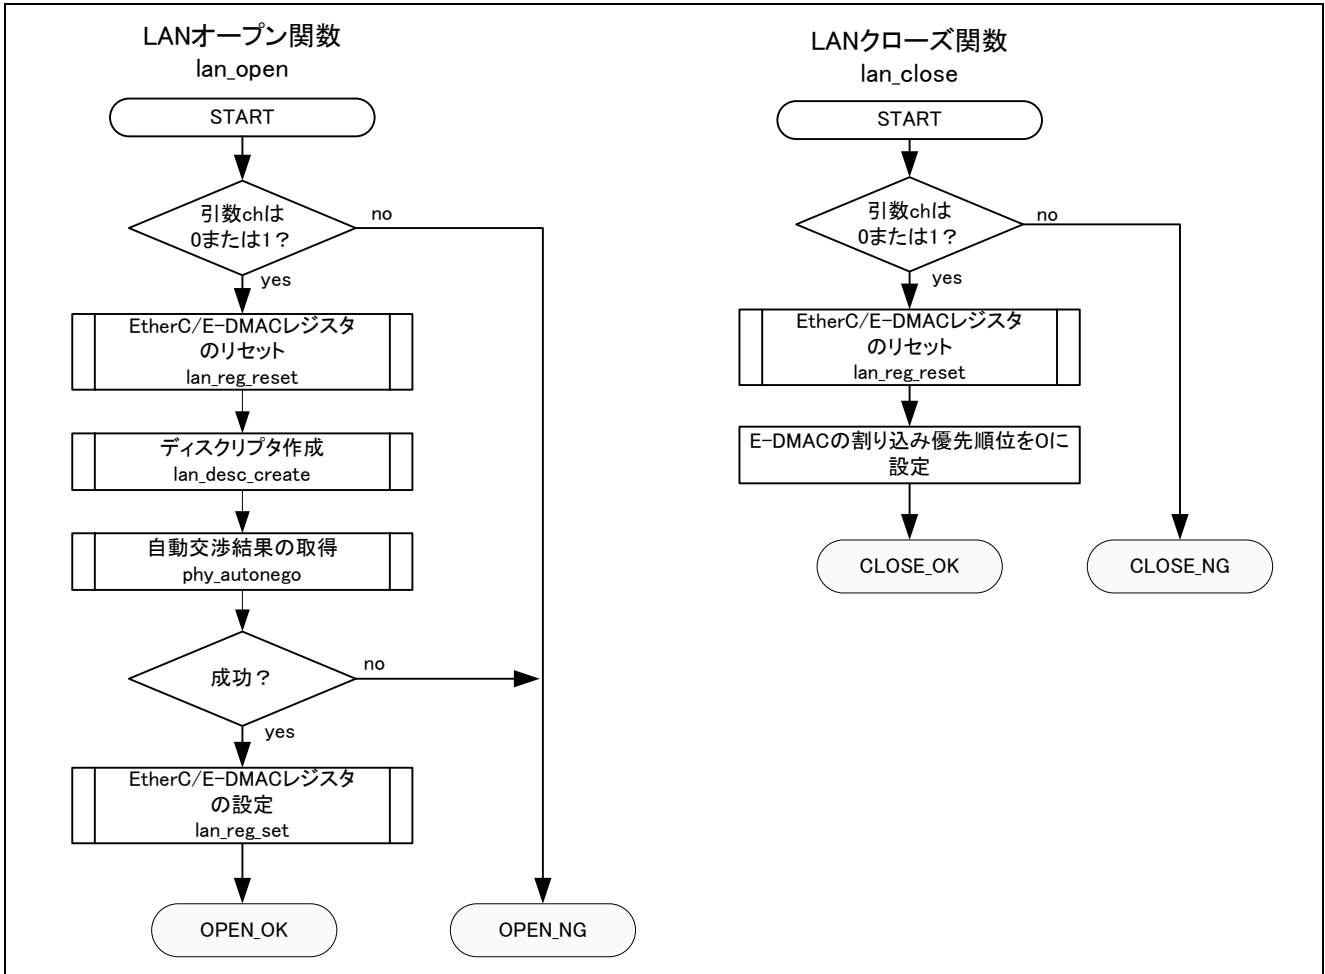 LANオープン関数
lan_open
START
引数chは
0または1？
no
yes
EtherC/E-DMACレジスタ
のリセット
lan_reg_reset
ディスクリプタ作成
lan_desc_create
自動交渉結果の取得
phy_autonego
成功？
no
yes
EtherC/E-DMACレジスタ
の設定
lan_reg_set
OPEN_OK
OPEN_NG
LANクローズ関数
lan_close
START
引数chは
0または1？
no
yes
EtherC/E-DMACレジスタ
のリセット
lan_reg_reset
E-DMACの割り込み優先順位を0に
設定
CLOSE_OK
CLOSE_NG